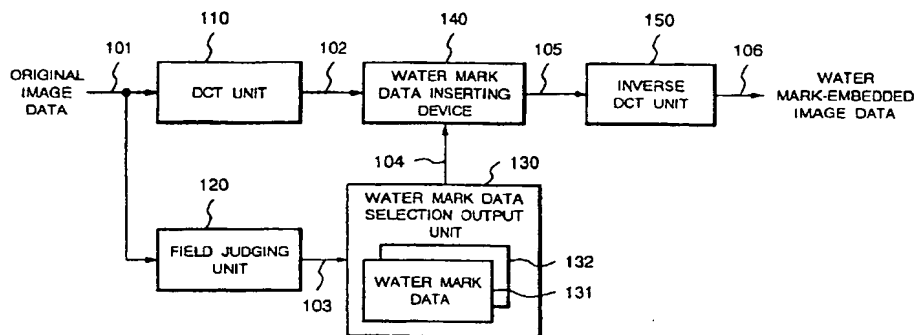 110
140
150
101
102
105
106
ORIGINAL
IMAGE
DATA
DCT UNIT
WATER MARK
DATA INSERTING
DEVICE
INVERSE
DCT UNIT
WATER
MARK-EMBEDDED
IMAGE DATA
104
130
120
WATER MARK DATA
SELECTION OUTPUT
UNIT
FIELD JUDGING
UNIT
103
132
WATER MARK
DATA
131